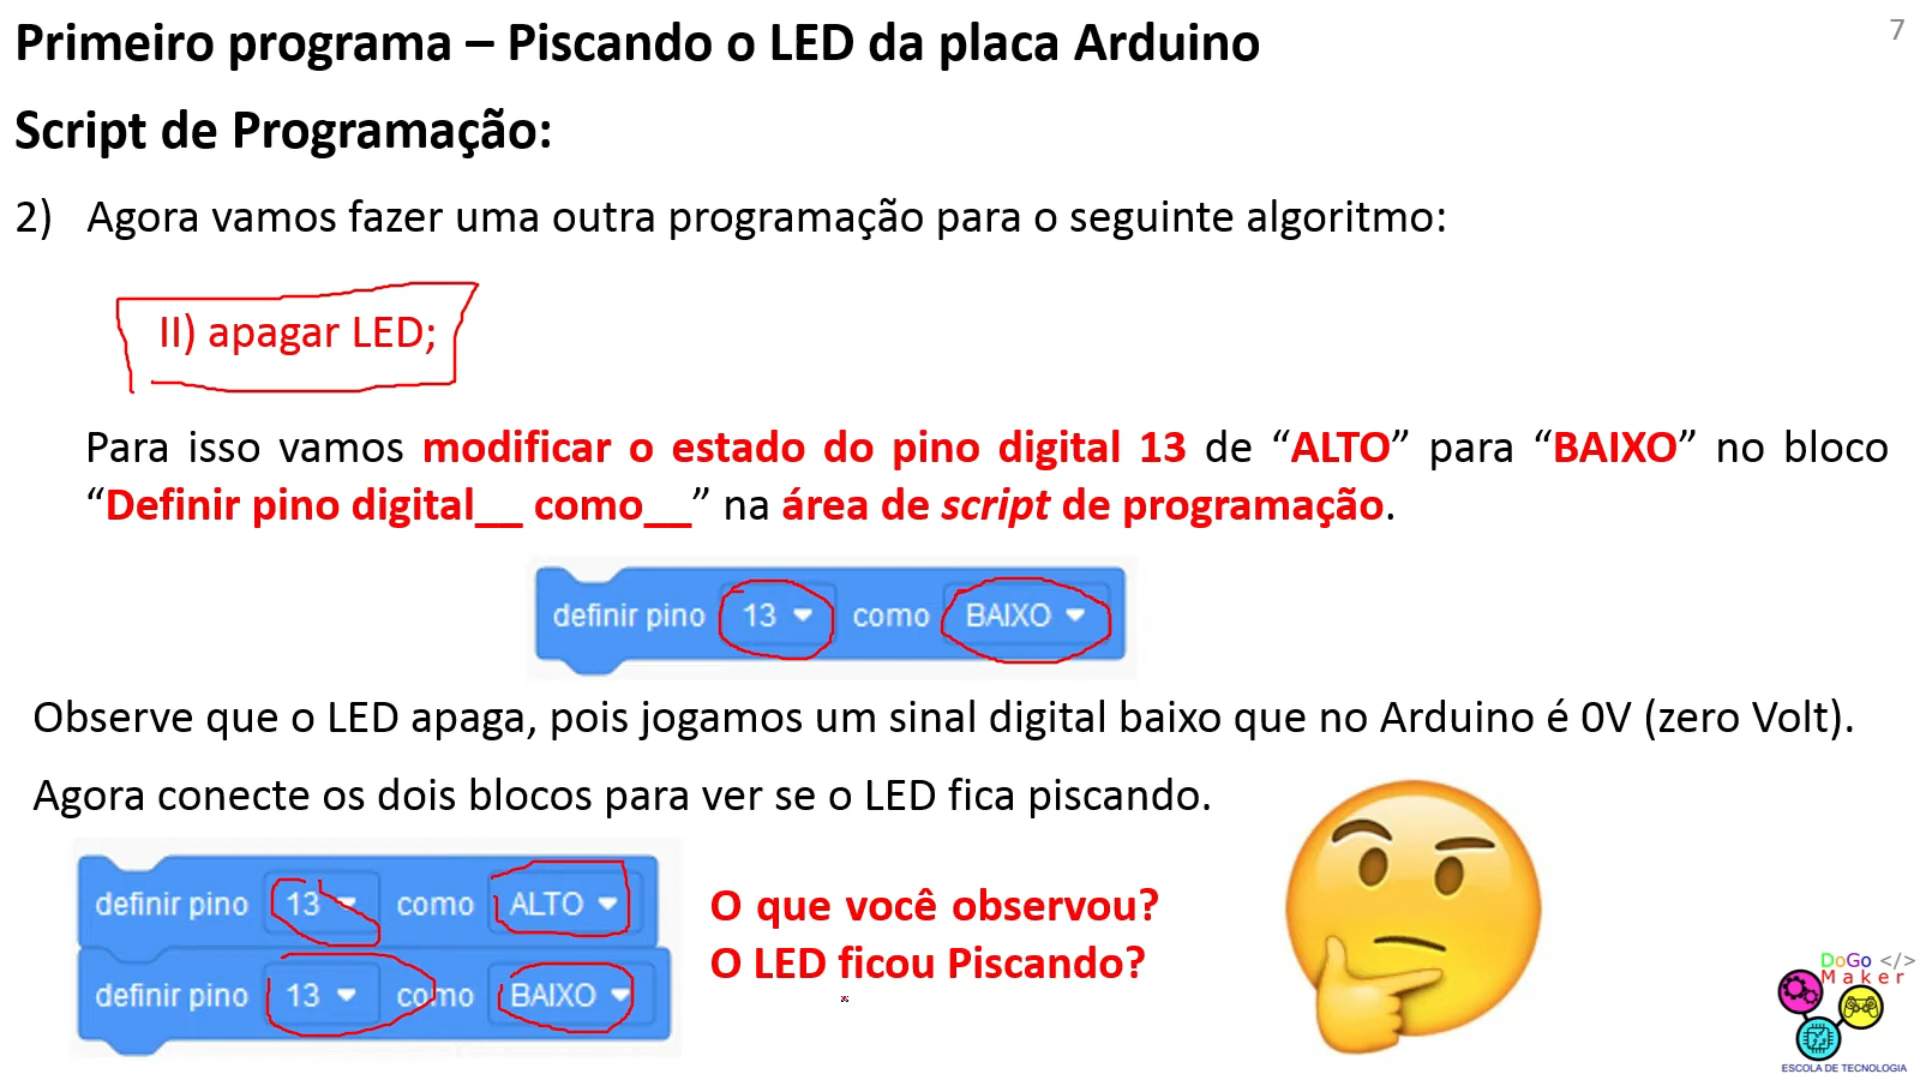 Primeiro programa – Piscando o LED da placa Arduino
7
Script de Programação:
2) Agora vamos fazer uma outra programação para o seguinte algoritmo:
II) apagar LED;
Para isso vamos modificar o estado do pino digital 13 de “ALTO” para “BAIXO” no bloco
“Definir pino digital__ como__” na área de script de programação.
definir pino 13 como BAIXO
Observe que o LED apaga, pois jogamos um sinal digital baixo que no Arduino é 0V (zero Volt).
Agora conecte os dois blocos para ver se o LED fica piscando.
definir pino 13 como ALTO
definir pino 13 como BAIXO
O que você observou?
O LED ficou Piscando?
DoGo </>
Maker
ESCOLA DE TECNOLOGIA